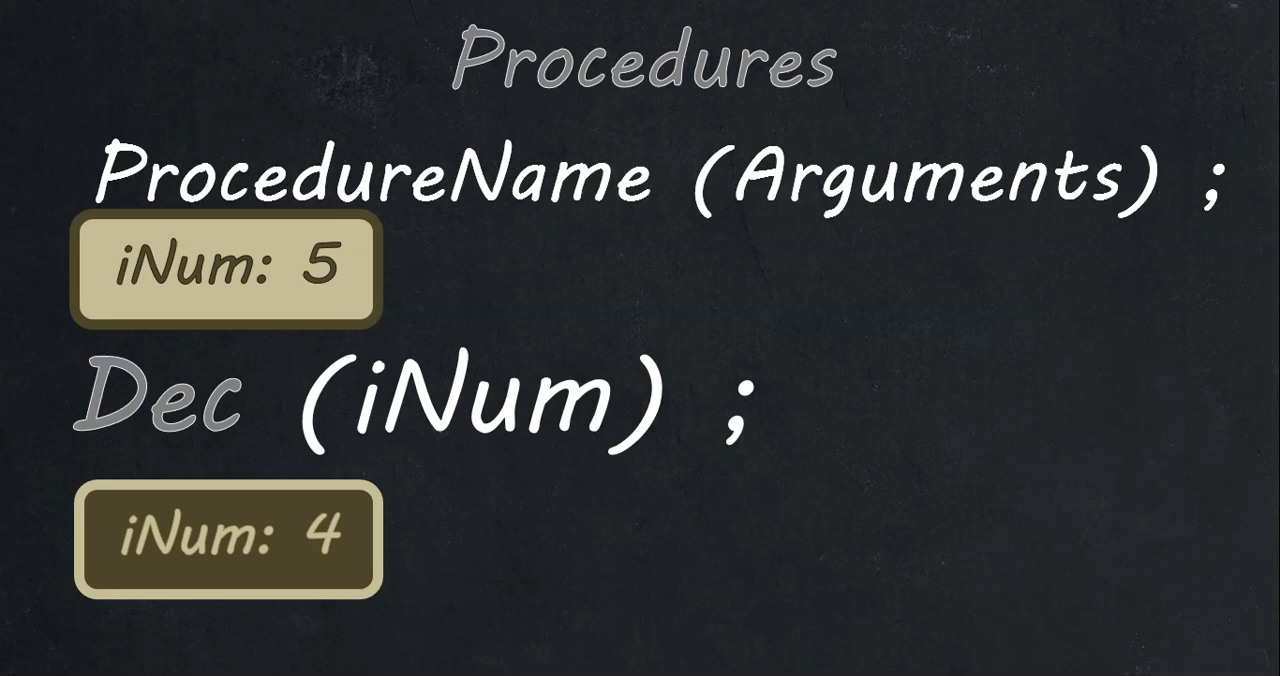 Procedures
ProcedureName (Arguments) ;
iNum: 5
Dec (iNum) ;
iNum: 4